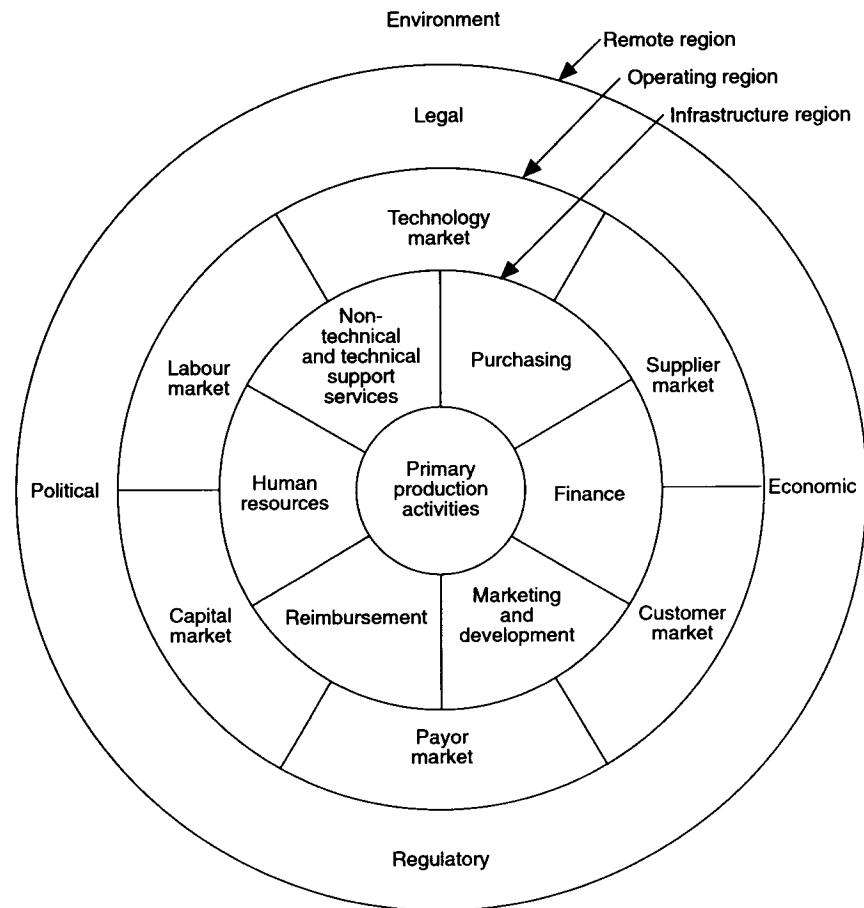 Environment
Remote region
Operating region
Infrastructure region
Legal
Technology
market
Non-
technical
and technical
support
services
Purchasing
Labour
market
Supplier
market
Political
Human
resources
Primary
production
activities
Finance
Economic
Capital
market
Reimbursement
Marketing
and
development
Customer
market
Payor
market
Regulatory